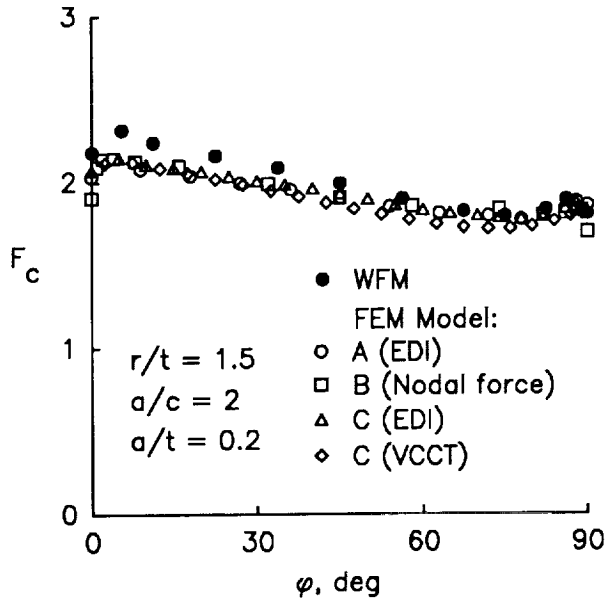 3
2
F_c
1
0
● WFM
FEM Model:
○ A (EDI)
□ B (Nodal force)
△ C (EDI)
◇ C (VCCT)
r/t = 1.5
a/c = 2
a/t = 0.2
0 30 60 90
φ, deg